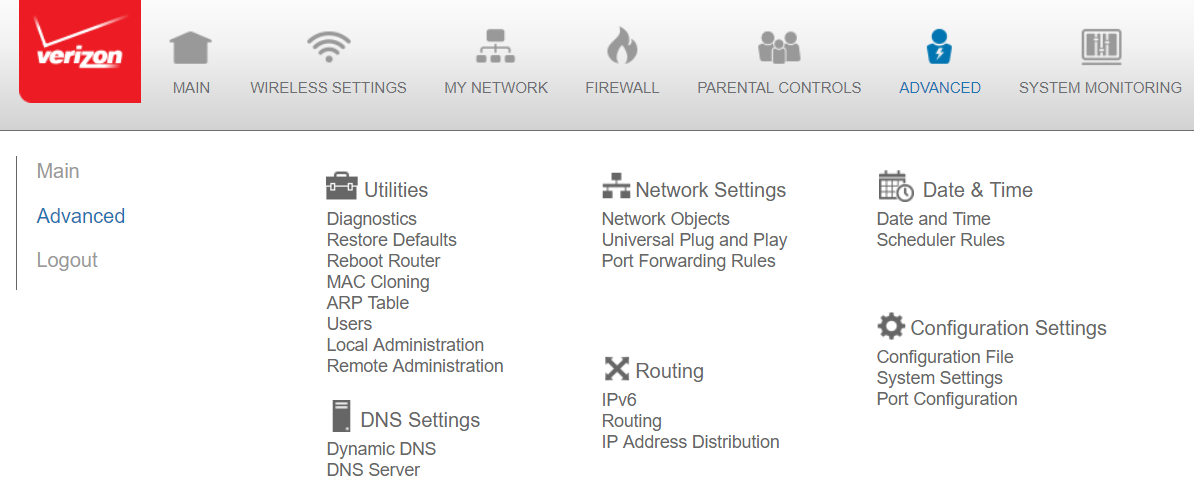 verizon
MAIN
WIRELESS SETTINGS
MY NETWORK
FIREWALL
PARENTAL CONTROLS
ADVANCED
SYSTEM MONITORING
Main
Advanced
Logout
Utilities
Diagnostics
Restore Defaults
Reboot Router
MAC Cloning
ARP Table
Users
Local Administration
Remote Administration
DNS Settings
Dynamic DNS
DNS Server
Network Settings
Network Objects
Universal Plug and Play
Port Forwarding Rules
Routing
IPv6
Routing
IP Address Distribution
Date & Time
Date and Time
Scheduler Rules
Configuration Settings
Configuration File
System Settings
Port Configuration